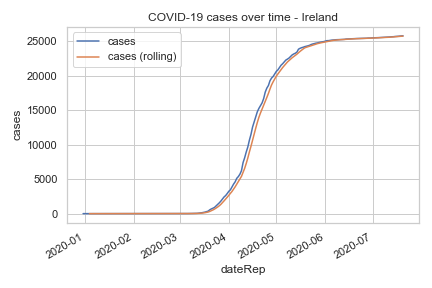 COVID-19 cases over time - Ireland
cases
cases (rolling)
25000
20000
15000
10000
5000
0
cases
2020-01
2020-02
2020-03
2020-04
2020-05
2020-06
2020-07
dateRep